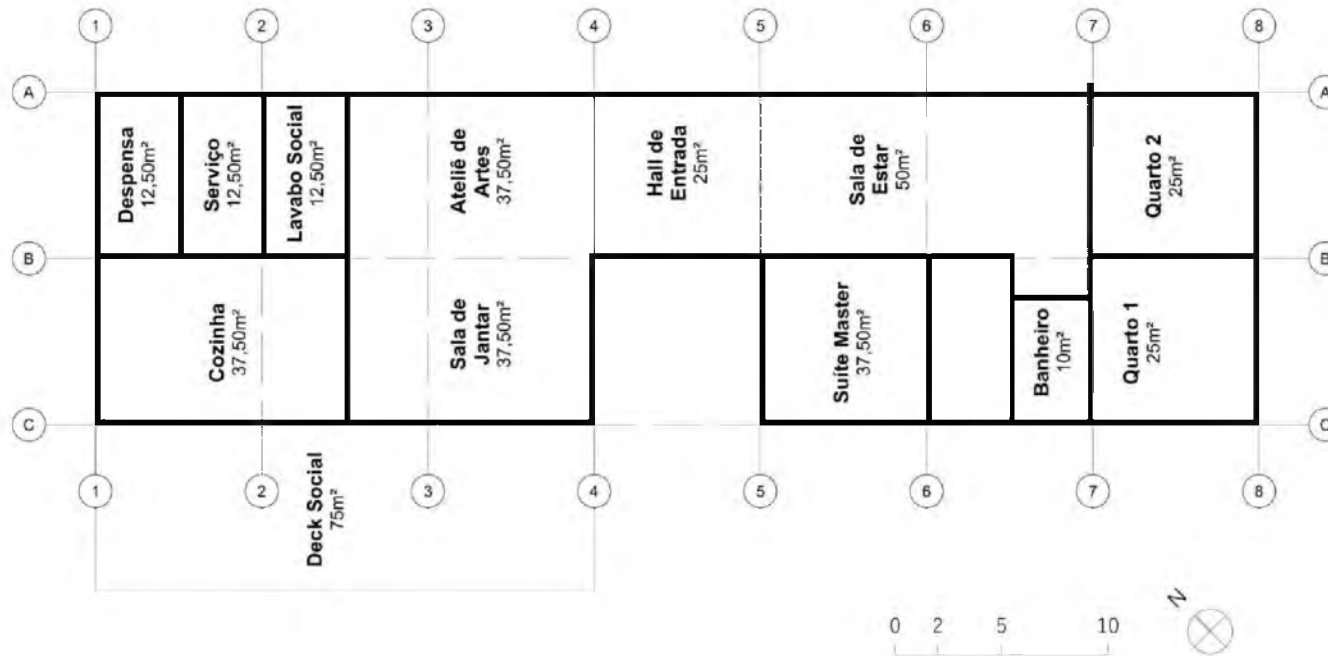 1 2 3 4 5 6 7 8
A A
Despensa
12,50m²
Serviço
12,50m²
Lavabo Social
12,50m²
Ateliê de
Artes
37,50m²
Hall de
Entrada
25m²
Sala de
Estar
50m²
Quarto 2
25m²
B B
Cozinha
37,50m²
Sala de
Jantar
37,50m²
Suíte Master
37,50m²
Banheiro
10m²
Quarto 1
25m²
C C
1 2 3 4 5 6 7 8
Deck Social
75m²
0 2 5 10
N